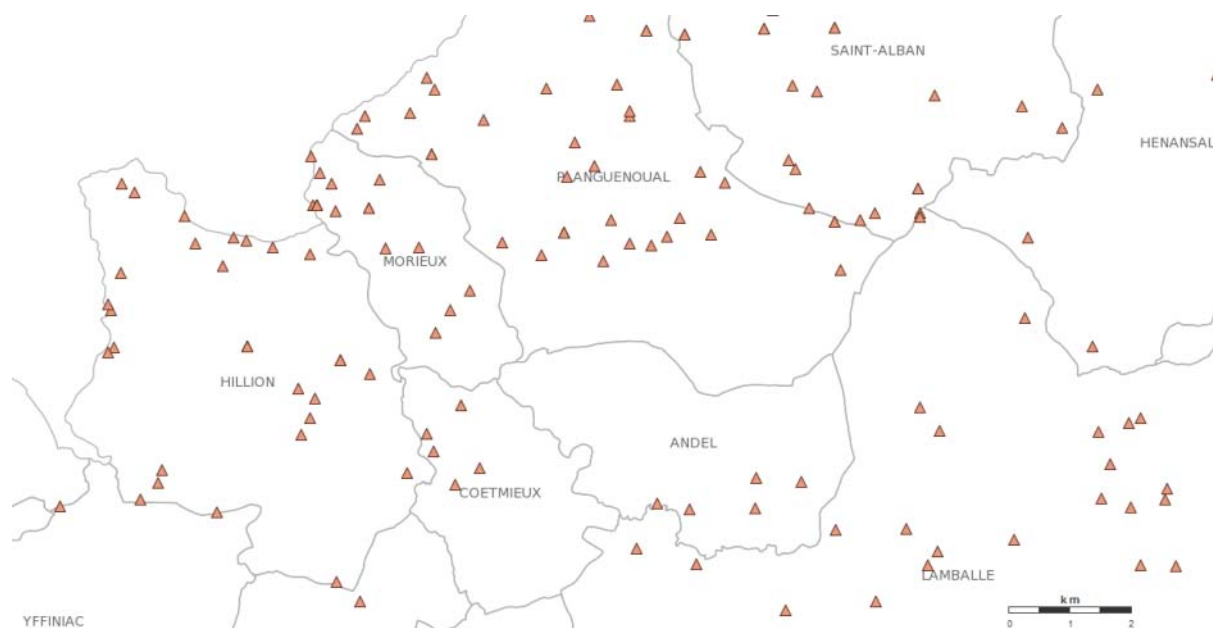 SAINT-ALBAN
HENANSAL
PLANGUENOUAL
MORIEUX
HILLION
ANDEL
COETMIEUX
LAMBALLE
YFFINIAC
km
0 1 2